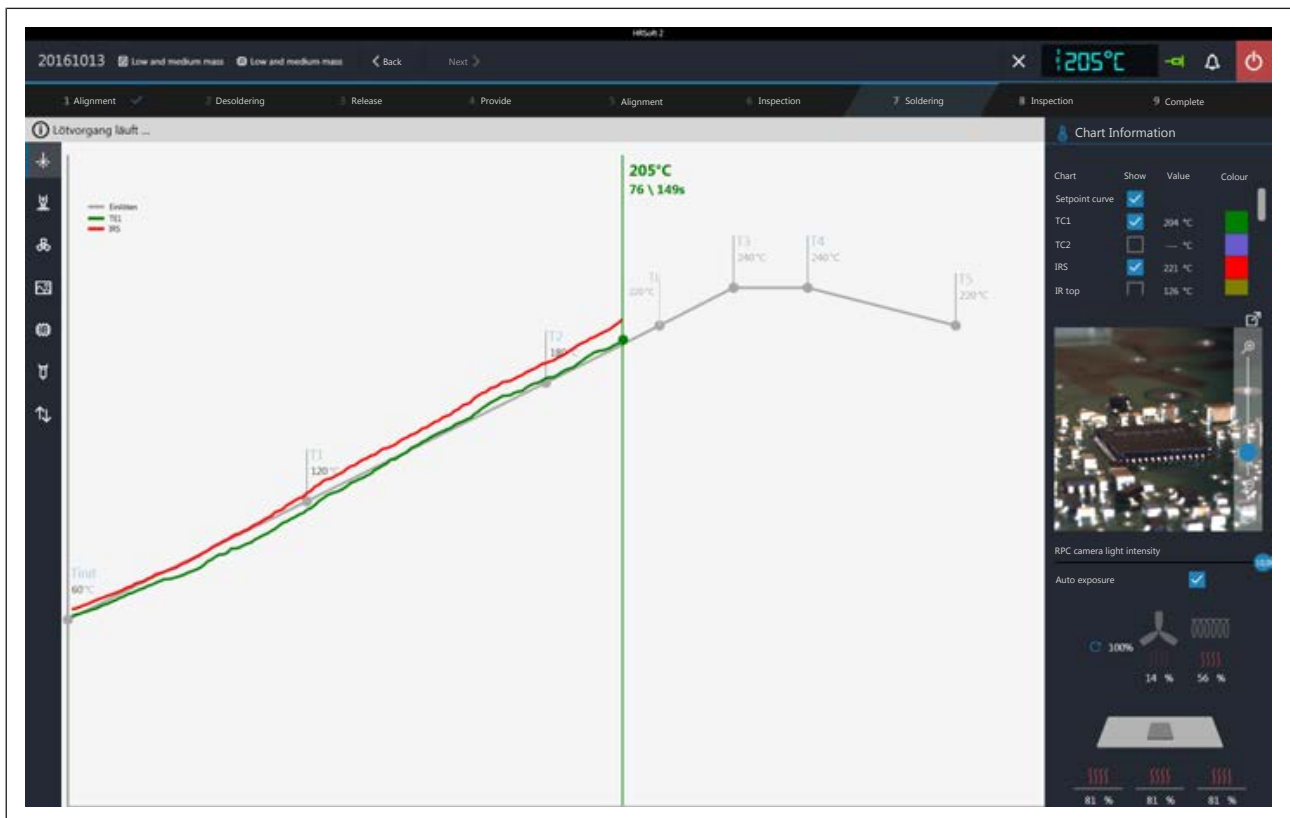 HRSoft 2
20161013 Low and medium mass Low and medium mass Back Next 205°C
1 Alignment 2 Desoldering 3 Release 4 Provide 5 Alignment 6 Inspection 7 Soldering 8 Inspection 9 Complete
Lötvorgang läuft ...
Chart Information
Chart Show Value Colour
Setpoint curve
TC1 204 °C
TC2 --- °C
IRS 221 °C
IR top 126 °C
205°C
76 \ 149s
Einlöten
TE1
IRS
T3
240°C
T4
240°C
TL
220°C
T5
220°C
T2
180°C
T1
120°C
Tinit
60°C
RPC camera light intensity
Auto exposure
100%
14 % 56 %
81 % 81 % 81 %